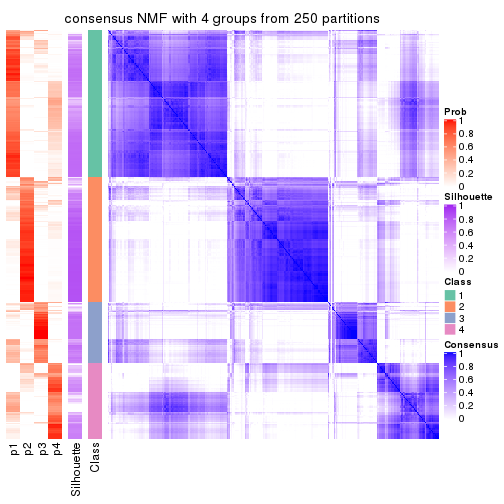 consensus NMF with 4 groups from 250 partitions
Prob
1
0.8
0.6
0.4
0.2
0
Silhouette
1
0.8
0.6
0.4
0.2
0
Class
1
2
3
4
Consensus
1
0.8
0.6
0.4
0.2
0
p1
p2
p3
p4
Silhouette
Class